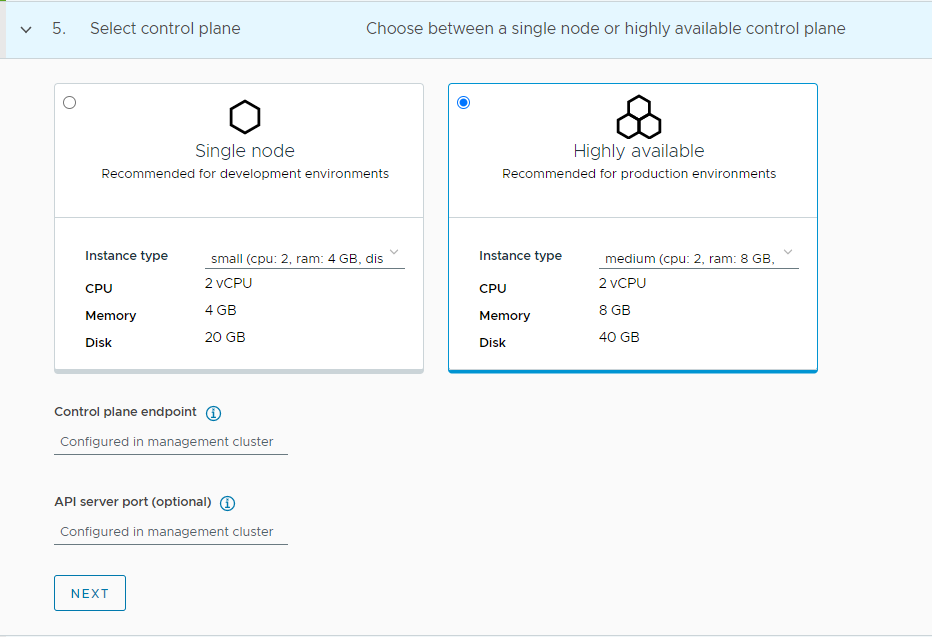 5. Select control plane Choose between a single node or highly available control plane
Single node
Recommended for development environments
Instance type small (cpu: 2, ram: 4 GB, dis
CPU 2 vCPU
Memory 4 GB
Disk 20 GB
Highly available
Recommended for production environments
Instance type medium (cpu: 2, ram: 8 GB,
CPU 2 vCPU
Memory 8 GB
Disk 40 GB
Control plane endpoint
Configured in management cluster
API server port (optional)
Configured in management cluster
NEXT